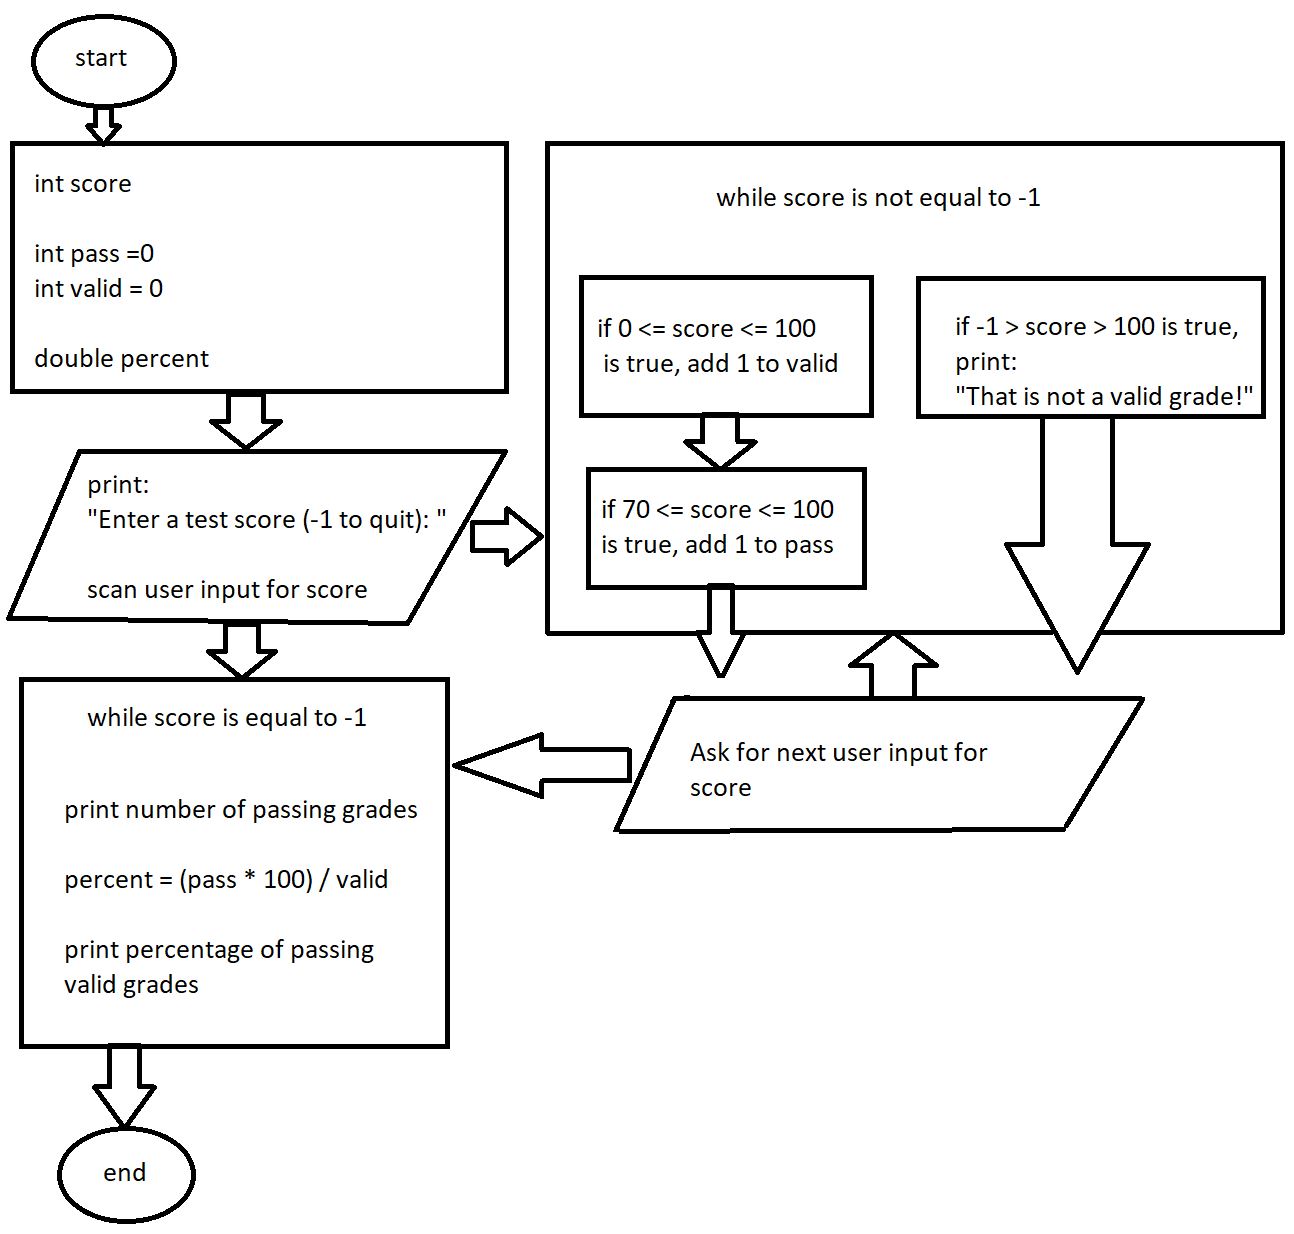 start
int score
int pass =0
int valid = 0
double percent
print:
"Enter a test score (-1 to quit): "
scan user input for score
while score is not equal to -1
if 0 <= score <= 100
is true, add 1 to valid
if 70 <= score <= 100
is true, add 1 to pass
if -1 > score > 100 is true,
print:
"That is not a valid grade!"
Ask for next user input for
score
while score is equal to -1
print number of passing grades
percent = (pass * 100) / valid
print percentage of passing
valid grades
end